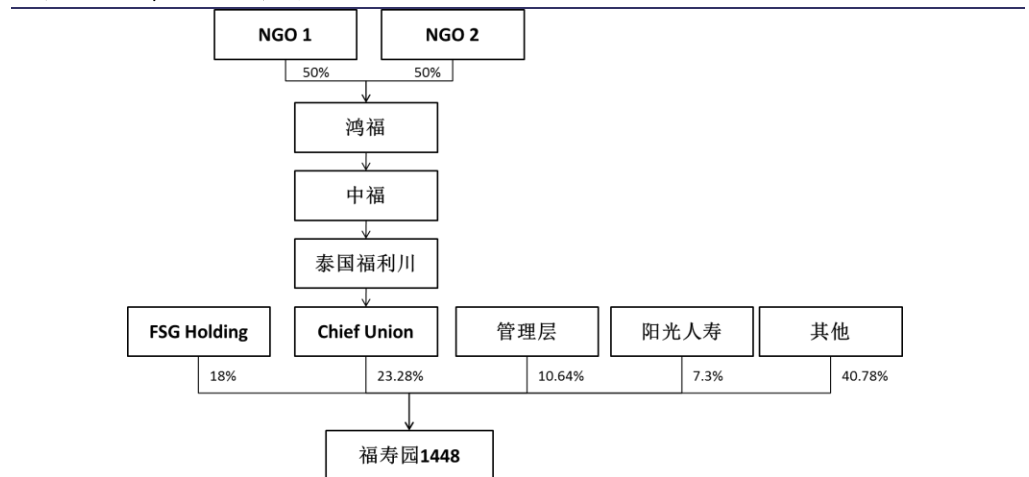 NGO 1
NGO 2
50%
50%
鸿福
中福
泰国福利川
FSG Holding
Chief Union
管理层
阳光人寿
其他
18%
23.28%
10.64%
7.3%
40.78%
福寿园1448